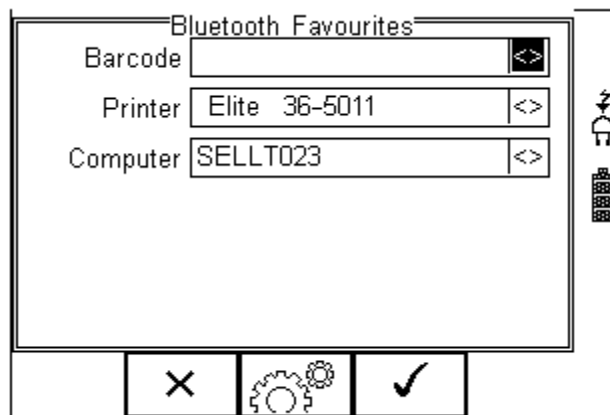 Bluetooth Favourites
Barcode <>
Printer Elite 36-5011 <>
Computer SELLT023 <>